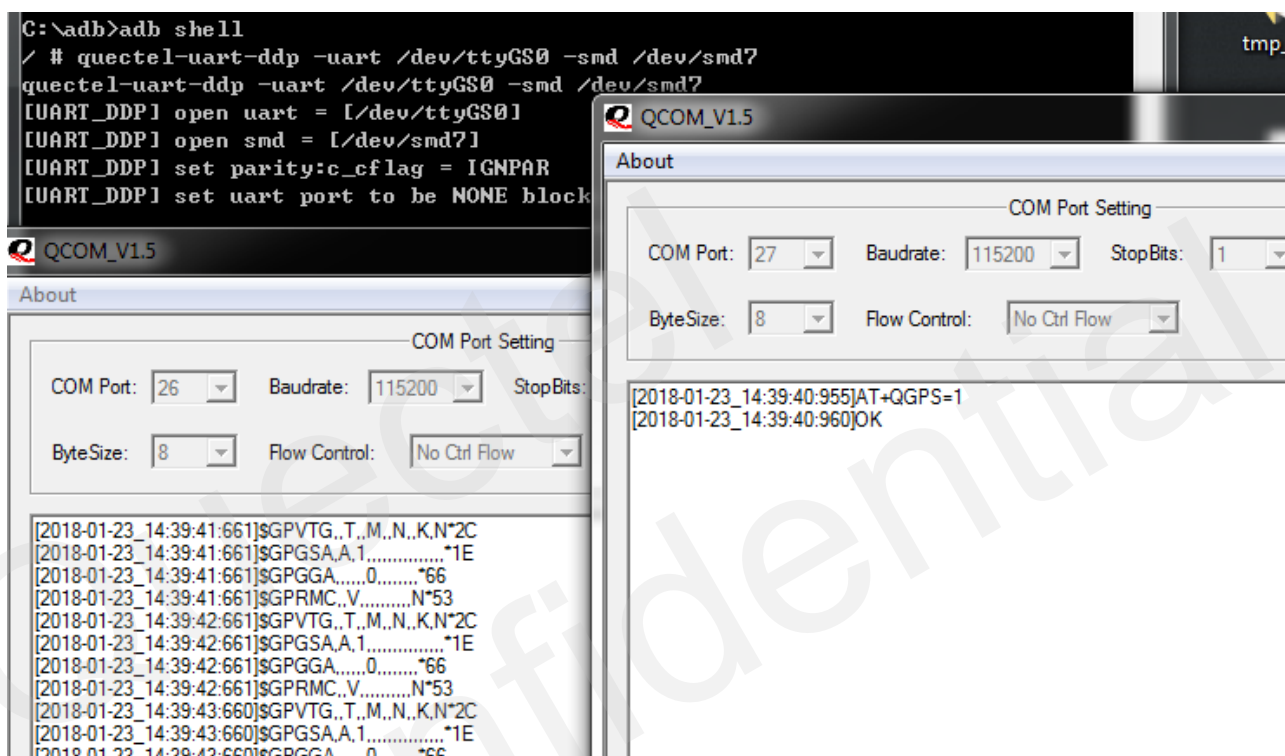 C:\adb>adb shell
/ # quectel-uart-ddp -uart /dev/ttyGS0 -smd /dev/smd7
quectel-uart-ddp -uart /dev/ttyGS0 -smd /dev/smd7
[UART_DDP] open uart = [/dev/ttyGS0]
[UART_DDP] open smd = [/dev/smd7]
[UART_DDP] set parity:c_cflag = IGNPAR
[UART_DDP] set uart port to be NONE block
tmp_
QCOM_V1.5
About
COM Port Setting
COM Port: 26 Baudrate: 115200 StopBits:
ByteSize: 8 Flow Control: No Ctrl Flow
[2018-01-23_14:39:41:661]$GPVTG,,T,,M,,N,,K,N*2C
[2018-01-23_14:39:41:661]$GPGSA,A,1,,,,,,,,,,,,,,,*1E
[2018-01-23_14:39:41:661]$GPGGA,,,,,,0,,,,,,,,*66
[2018-01-23_14:39:41:661]$GPRMC,,V,,,,,,,,,,N*53
[2018-01-23_14:39:42:661]$GPVTG,,T,,M,,N,,K,N*2C
[2018-01-23_14:39:42:661]$GPGSA,A,1,,,,,,,,,,,,,,,*1E
[2018-01-23_14:39:42:661]$GPGGA,,,,,,0,,,,,,,,*66
[2018-01-23_14:39:42:661]$GPRMC,,V,,,,,,,,,,N*53
[2018-01-23_14:39:43:660]$GPVTG,,T,,M,,N,,K,N*2C
[2018-01-23_14:39:43:660]$GPGSA,A,1,,,,,,,,,,,,,,,*1E
[2018-01-23_14:39:43:660]$GPGGA,,,,,,0,,,,,,,,*66
QCOM_V1.5
About
COM Port Setting
COM Port: 27 Baudrate: 115200 StopBits: 1
ByteSize: 8 Flow Control: No Ctrl Flow
[2018-01-23_14:39:40:955]AT+QGPS=1
[2018-01-23_14:39:40:960]OK
Quectel
Confidential